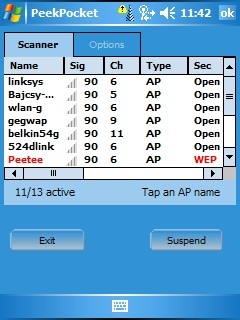 PeekPocket 11:42 ok
Scanner Options
Name Sig Ch Type Sec
linksys 90 6 AP Open
Bajcsy-... 90 5 AP Open
wlan-g 90 6 AP Open
gegwap 90 9 AP Open
belkin54g 90 11 AP Open
524dlink 90 6 AP Open
Peetee 90 6 AP WEP
11/13 active Tap an AP name
Exit Suspend